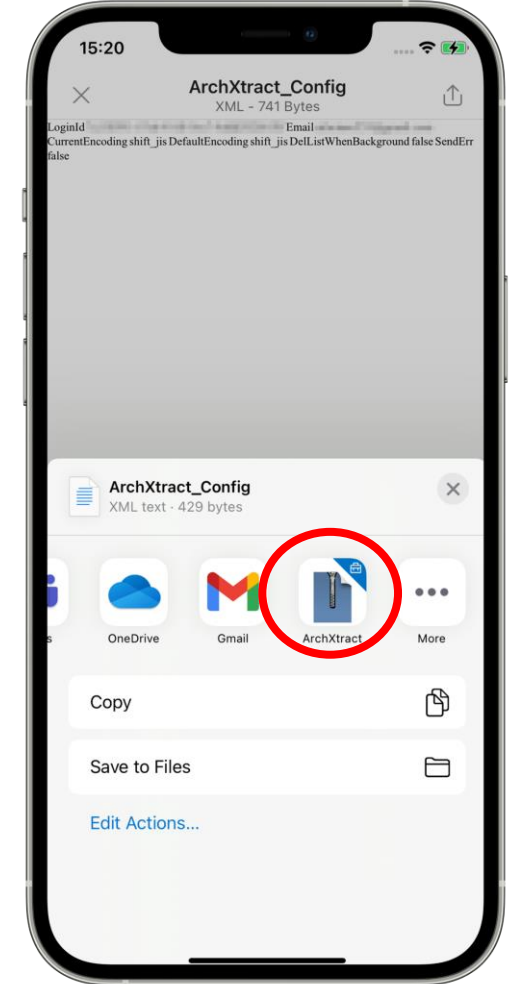 15:20
ArchXtract_Config
XML - 741 Bytes
LoginId Email
CurrentEncoding shift_jis DefaultEncoding shift_jis DelListWhenBackground false SendErr
false
ArchXtract_Config
XML text · 429 bytes
s OneDrive Gmail ArchXtract More
Copy
Save to Files
Edit Actions...